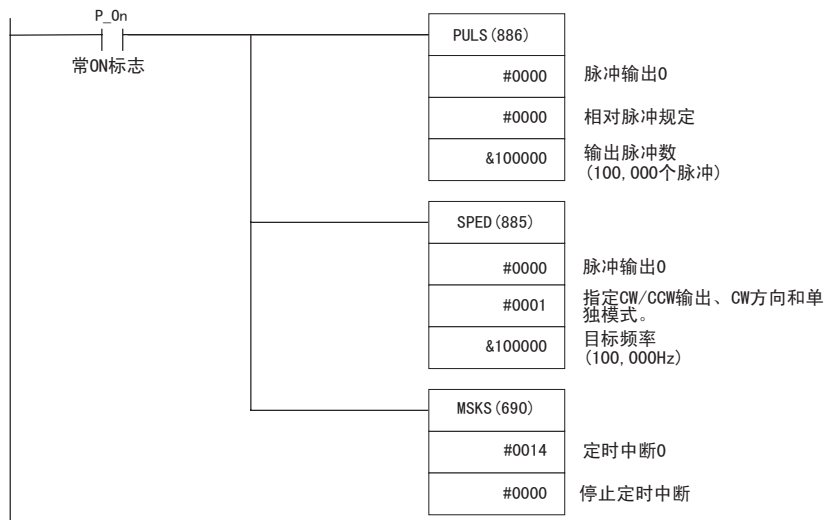 P_On
常ON标志
PULS(886)
#0000 脉冲输出0
#0000 相对脉冲规定
&100000 输出脉冲数
(100,000个脉冲)
SPED(885)
#0000 脉冲输出0
#0001 指定CW/CCW输出、CW方向和单
独模式。
&100000 目标频率
(100,000Hz)
MSKS(690)
#0014 定时中断0
#0000 停止定时中断